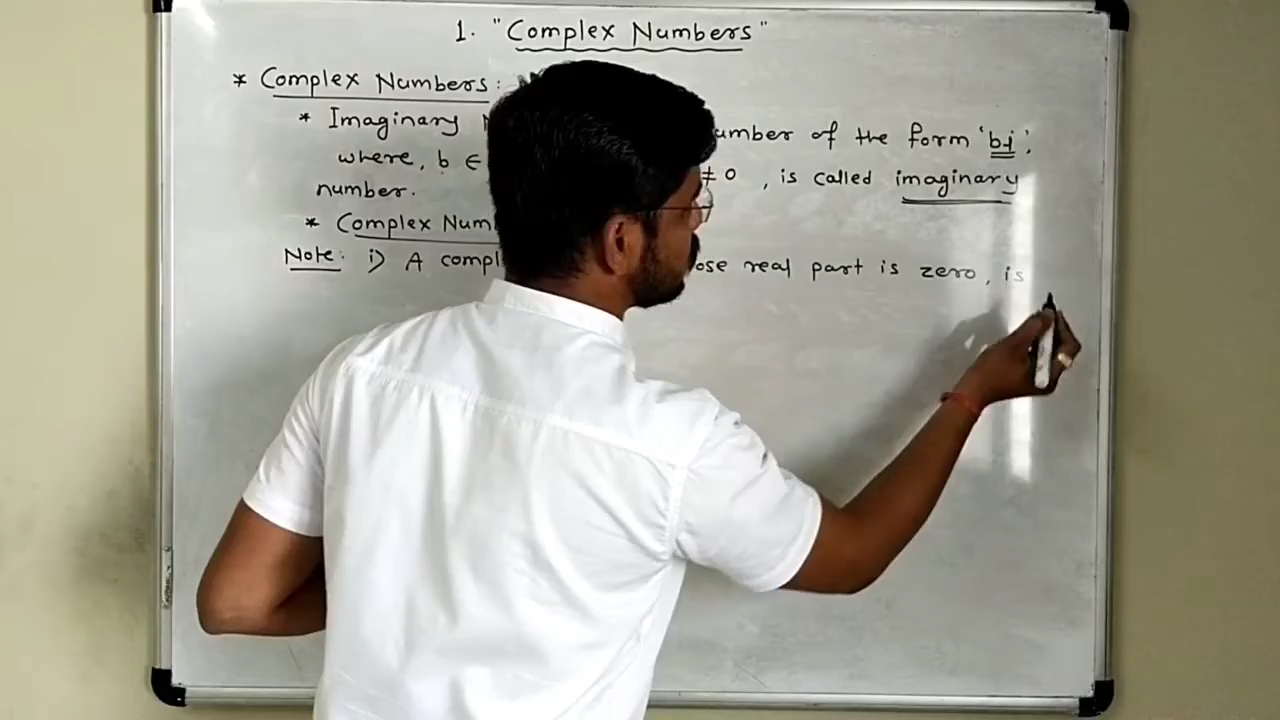 1. "Complex Numbers"
* Complex Numbers:
* Imaginary umber of the form 'bi',
where, b ∈ ≠ 0 , is called imaginary
number.
* Complex Num
Note: i) A compl ose real part is zero, is